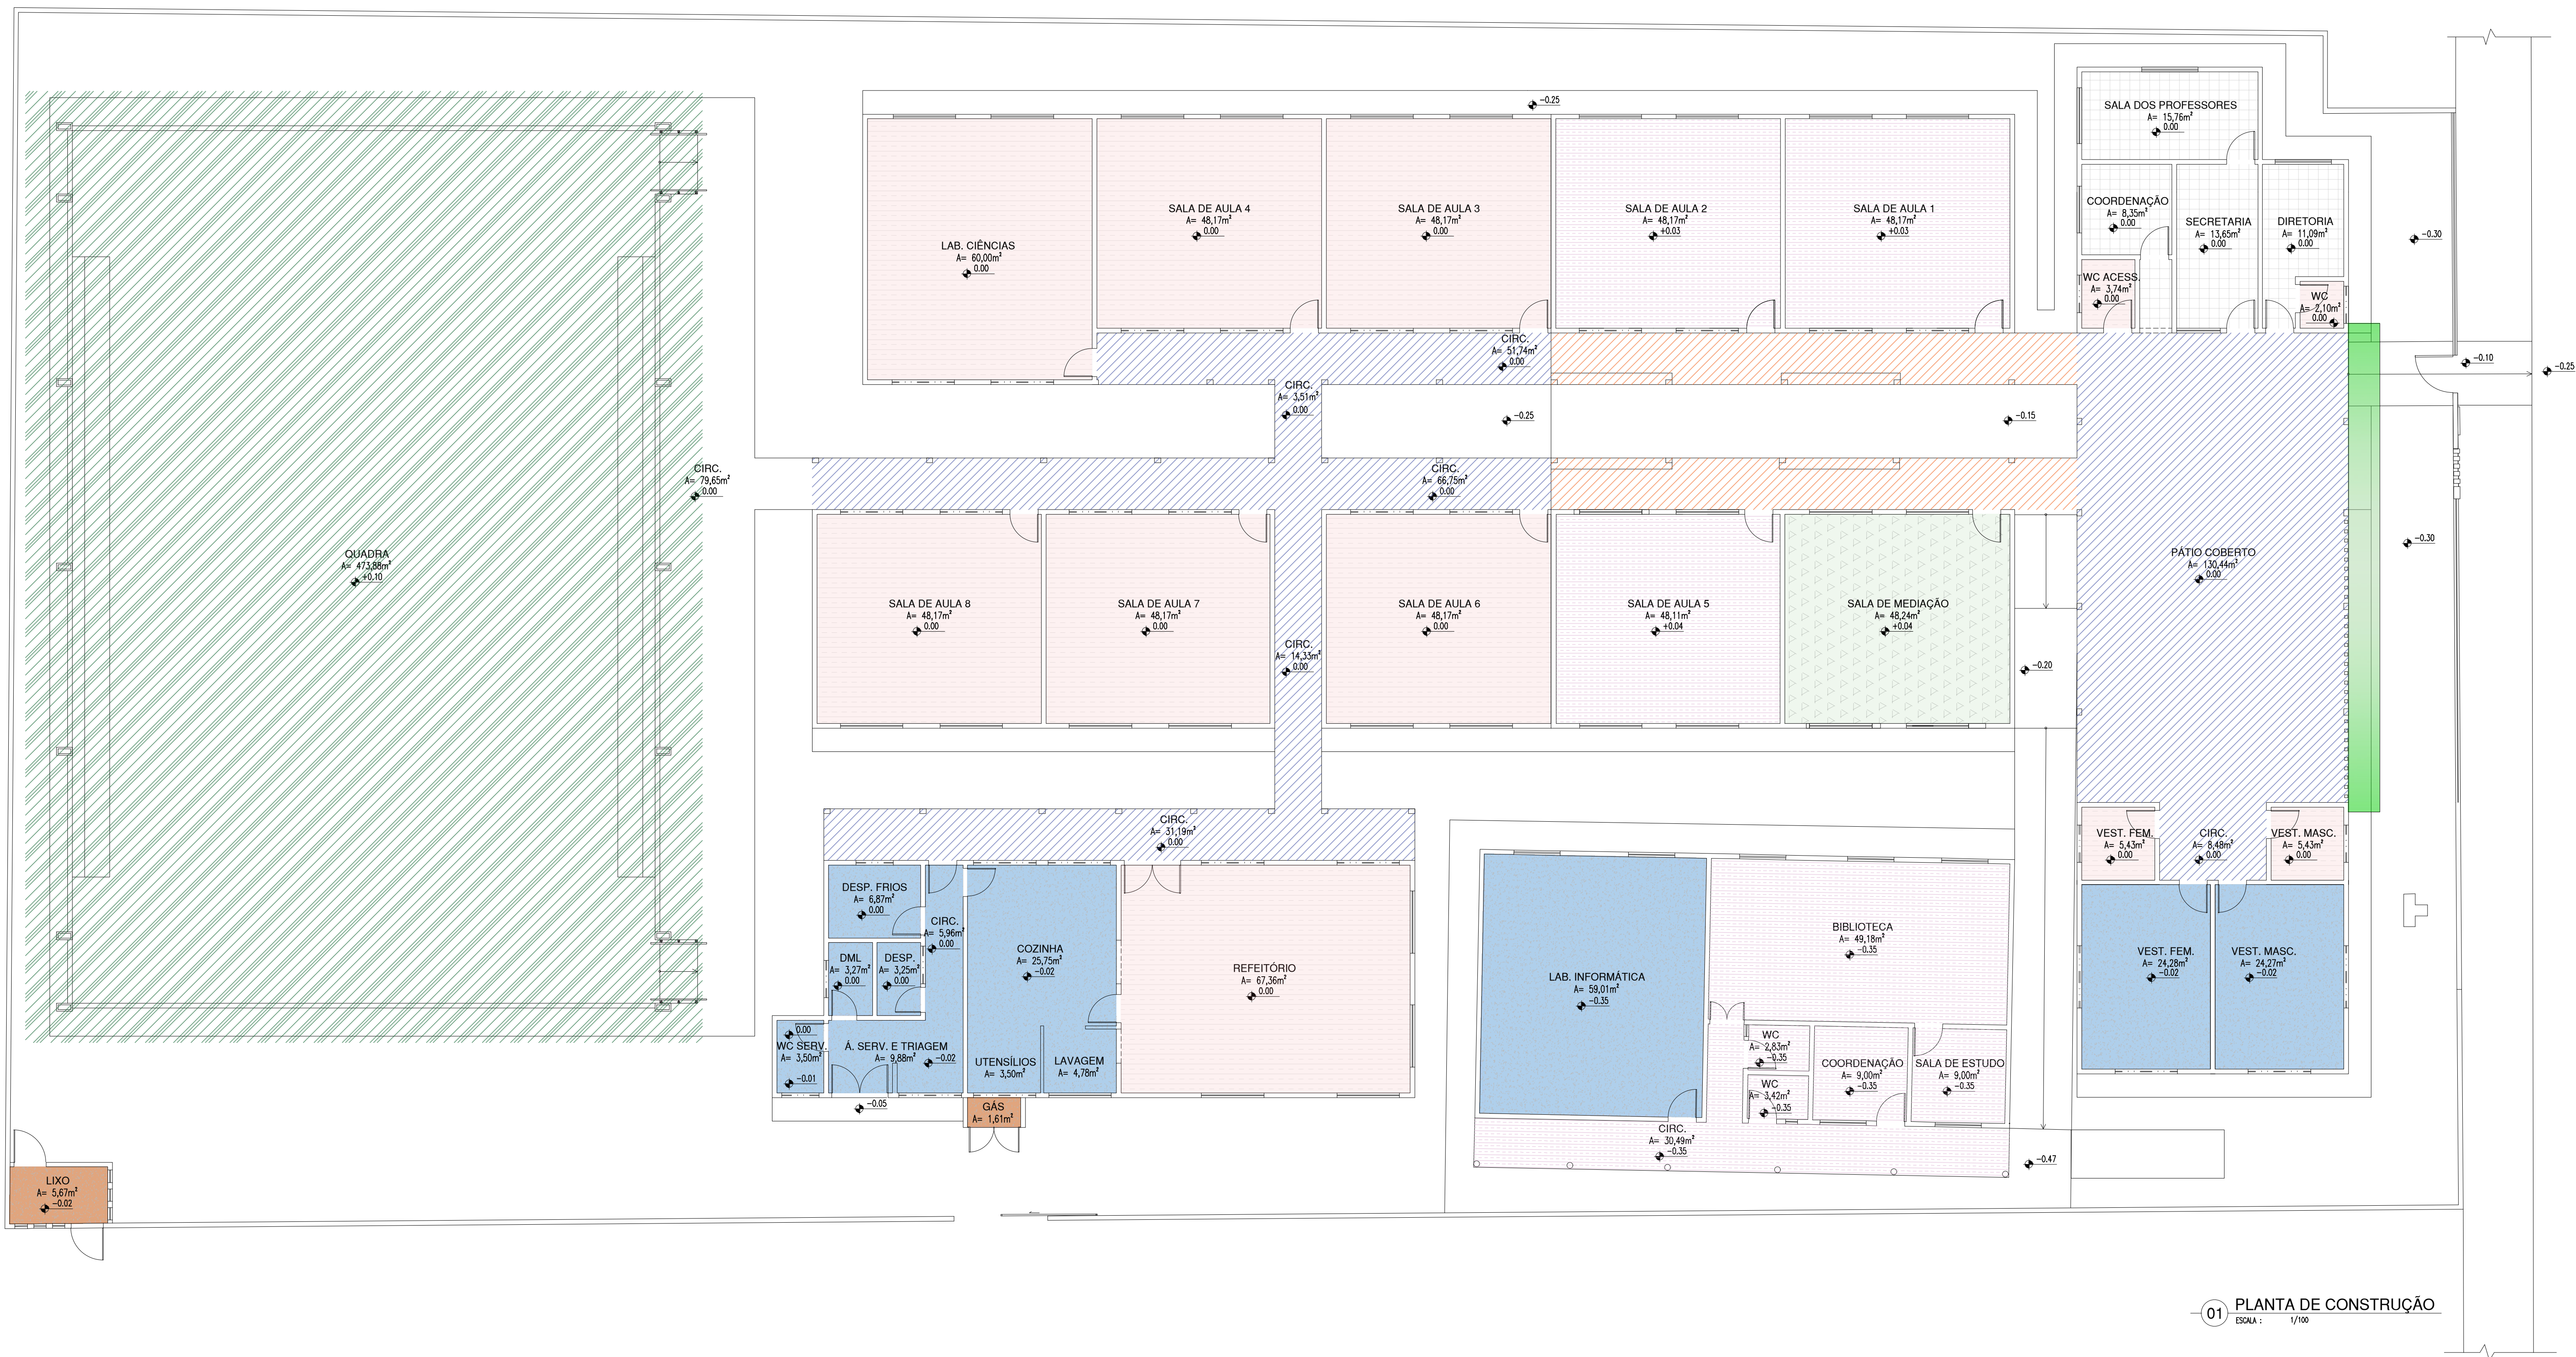 -0.25
SALA DOS PROFESSORES
A= 15,76m²
0.00
SALA DE AULA 4
A= 48,17m²
0.00
SALA DE AULA 3
A= 48,17m²
0.00
SALA DE AULA 2
A= 48,17m²
+0.03
SALA DE AULA 1
A= 48,17m²
+0.03
COORDENAÇÃO
A= 8,35m²
0.00
SECRETARIA
A= 13,65m²
0.00
DIRETORIA
A= 11,09m²
0.00
-0.30
LAB. CIÊNCIAS
A= 60,00m²
0.00
WC ACESS.
A= 3,74m²
0.00
WC
A= 2,10m²
0.00
CIRC.
A= 51,74m²
0.00
-0.10
-0.25
CIRC.
A= 3,51m²
0.00
-0.25
-0.15
CIRC.
A= 79,65m²
0.00
CIRC.
A= 66,75m²
0.00
QUADRA
A= 473,88m²
+0.10
PÁTIO COBERTO
A= 130,44m²
0.00
-0.30
SALA DE AULA 8
A= 48,17m²
0.00
SALA DE AULA 7
A= 48,17m²
0.00
SALA DE AULA 6
A= 48,17m²
0.00
SALA DE AULA 5
A= 48,11m²
+0.04
SALA DE MEDIAÇÃO
A= 48,24m²
+0.04
CIRC.
A= 14,33m²
0.00
-0.20
CIRC.
A= 31,19m²
0.00
VEST. FEM.
A= 5,43m²
0.00
CIRC.
A= 8,48m²
0.00
VEST. MASC.
A= 5,43m²
0.00
DESP. FRIOS
A= 6,87m²
0.00
CIRC.
A= 5,96m²
0.00
COZINHA
A= 25,75m²
-0.02
DML
A= 3,27m²
0.00
DESP.
A= 3,25m²
0.00
REFEITÓRIO
A= 67,36m²
0.00
LAB. INFORMÁTICA
A= 59,01m²
-0.35
BIBLIOTECA
A= 49,18m²
-0.35
VEST. FEM.
A= 24,28m²
-0.02
VEST. MASC.
A= 24,27m²
-0.02
0.00
WC SERV.
A= 3,50m²
-0.01
Á. SERV. E TRIAGEM
A= 9,88m²
-0.02
UTENSÍLIOS
A= 3,50m²
LAVAGEM
A= 4,78m²
WC
A= 2,83m²
-0.35
COORDENAÇÃO
A= 9,00m²
-0.35
SALA DE ESTUDO
A= 9,00m²
-0.35
WC
A= 3,42m²
-0.35
-0.05
GÁS
A= 1,61m²
CIRC.
A= 30,49m²
-0.35
-0.47
LIXO
A= 5,67m²
-0.02
01 PLANTA DE CONSTRUÇÃO
ESCALA : 1/100